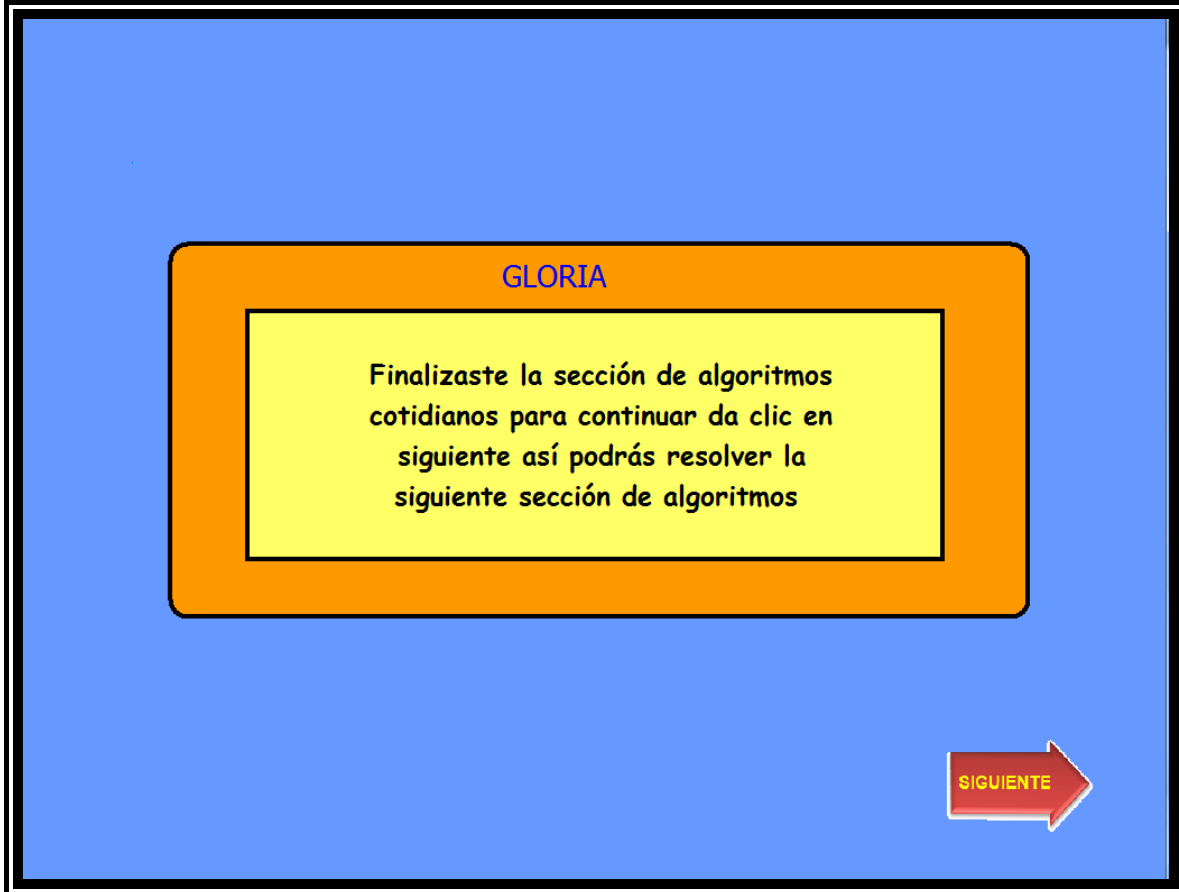 GLORIA
Finalizaste la sección de algoritmos
cotidianos para continuar da clic en
siguiente así podrás resolver la
siguiente sección de algoritmos
SIGUIENTE